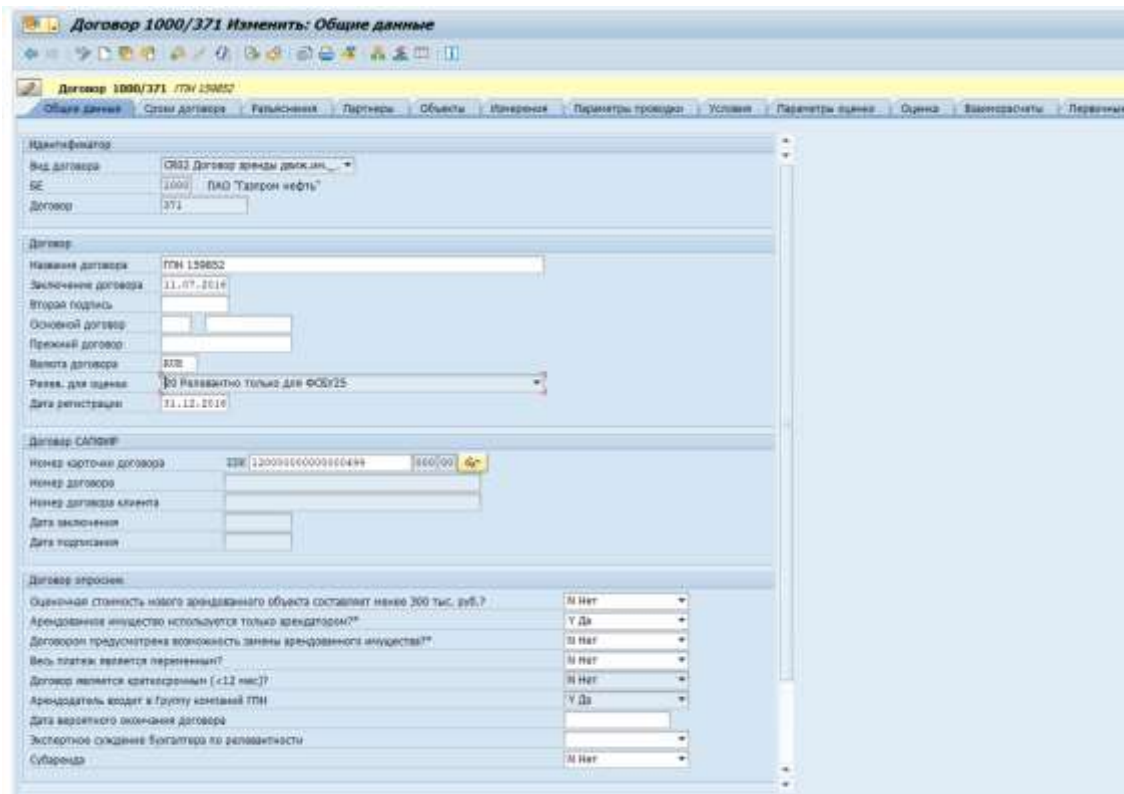 Договор 1000/371 Изменить: Общие данные
Договор 1000/371 ГПН 159852
Общие данные Сроки договора Разъяснения Партнеры Объекты Измерения Параметры проводки Условия Параметры оценки Оценка Взаиморасчеты Первичные
Идентификатор
Вид договора CR02 Договор аренды движ.им._
БЕ 1000 ПАО "Газпром нефть"
Договор 371
Договор
Название договора ГПН 159852
Заключение договора 11.07.2016
Вторая подпись
Основной договор
Прежний договор
Валюта договора RUB
Релев. для оценки 20 Релевантно только для ФСБУ25
Дата регистрации 31.12.2016
Договор САПФИР
Номер карточки договора 000 00
Номер договора
Номер договора клиента
Дата заключения
Дата подписания
Договор опросник
Оценочная стоимость нового арендованного объекта составляет менее 300 тыс. руб.? N Нет
Арендованное имущество используется только арендатором?* Y Да
Договором предусмотрена возможность замены арендованного имущества?* N Нет
Весь платеж является переменным? N Нет
Договор является краткосрочным (<12 мес)? N Нет
Арендодатель входит в Группу компаний ГПН Y Да
Дата вероятного окончания договора
Экспертное суждение бухгалтера по релевантности
Субаренда N Нет